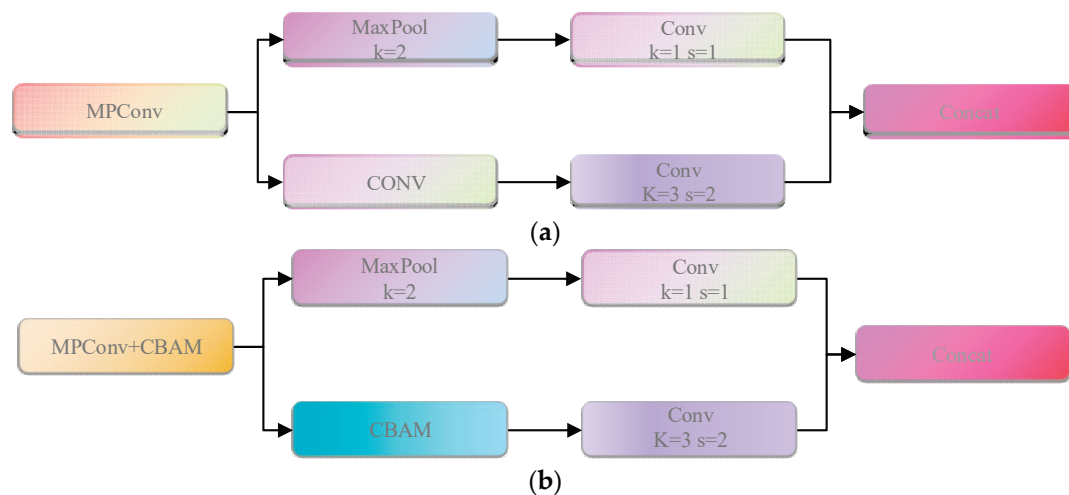 MaxPool
k=2
Conv
k=1 s=1
MPConv
Concat
CONV
Conv
K=3 s=2
(a)
MaxPool
k=2
Conv
k=1 s=1
MPConv+CBAM
Concat
CBAM
Conv
K=3 s=2
(b)